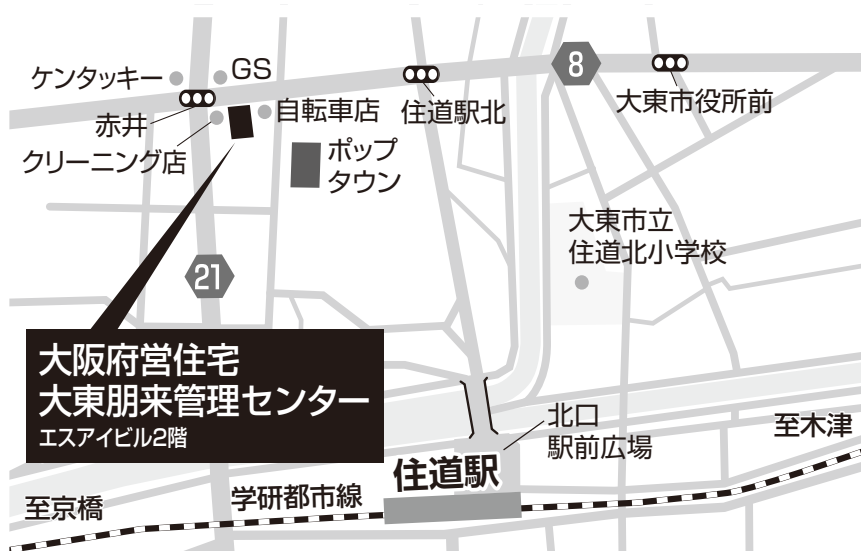 ケンタッキー
GS
8
赤井
自転車店
住道駅北
大東市役所前
クリーニング店
ポップ
タウン
大東市立
住道北小学校
21
大阪府営住宅
大東朋来管理センター
エスアイビル2階
北口
駅前広場
至木津
住道駅
学研都市線
至京橋